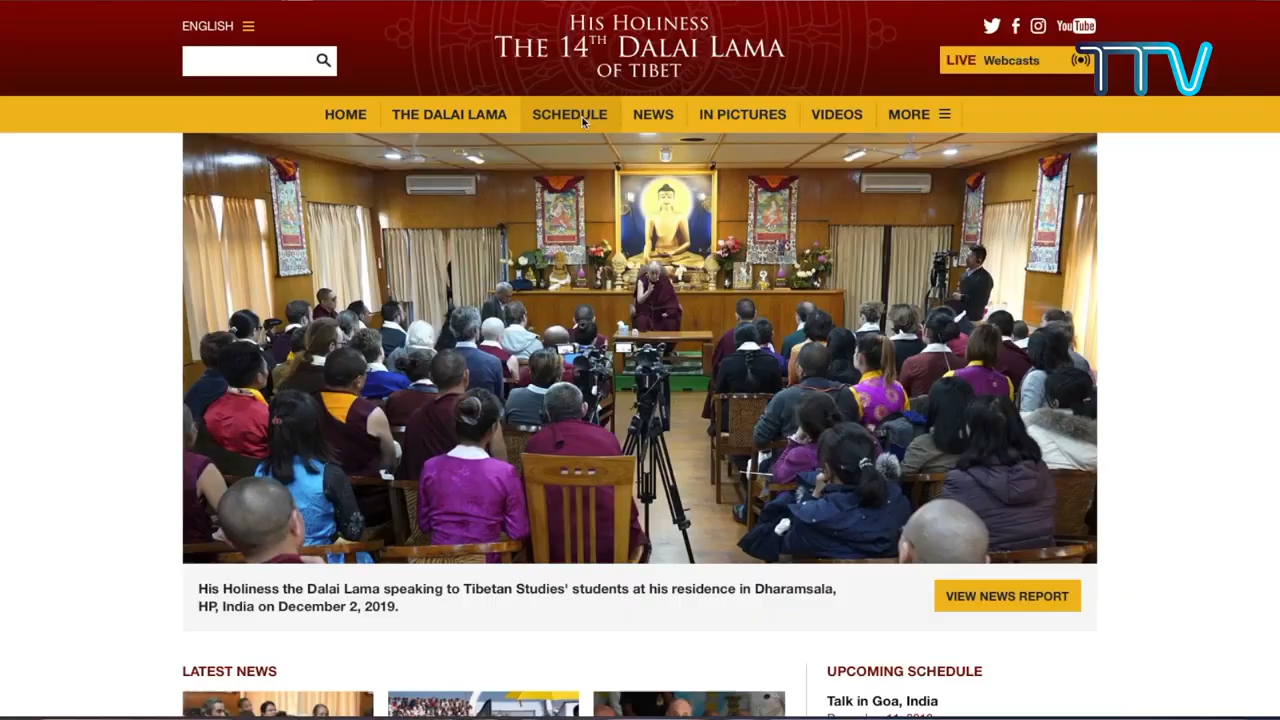 ENGLISH
HIS HOLINESS
THE 14TH DALAI LAMA
OF TIBET
YouTube
LIVE Webcasts
TTV
HOME THE DALAI LAMA SCHEDULE NEWS IN PICTURES VIDEOS MORE
His Holiness the Dalai Lama speaking to Tibetan Studies' students at his residence in Dharamsala,
HP, India on December 2, 2019.
VIEW NEWS REPORT
LATEST NEWS
UPCOMING SCHEDULE
Talk in Goa, India